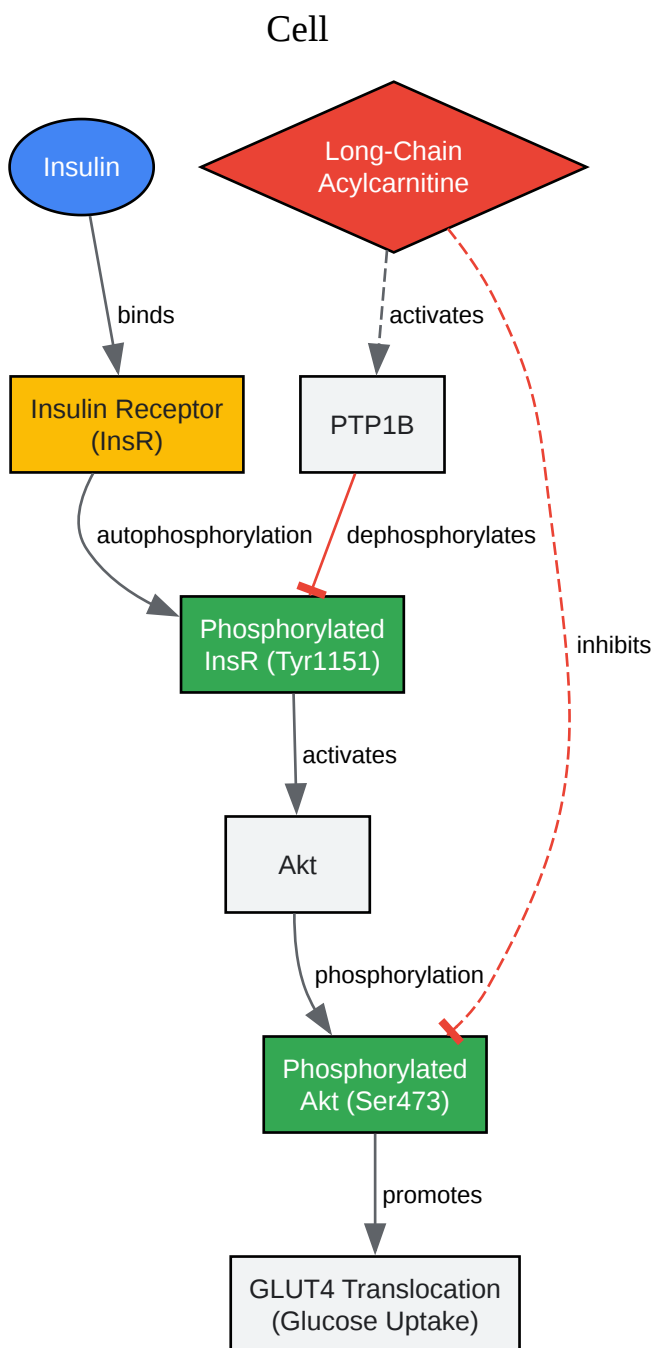 Cell
Insulin
Long-Chain
Acylcarnitine
binds
activates
Insulin Receptor
(InsR)
PTP1B
autophosphorylation
dephosphorylates
Phosphorylated
InsR (Tyr1151)
inhibits
activates
Akt
phosphorylation
Phosphorylated
Akt (Ser473)
promotes
GLUT4 Translocation
(Glucose Uptake)